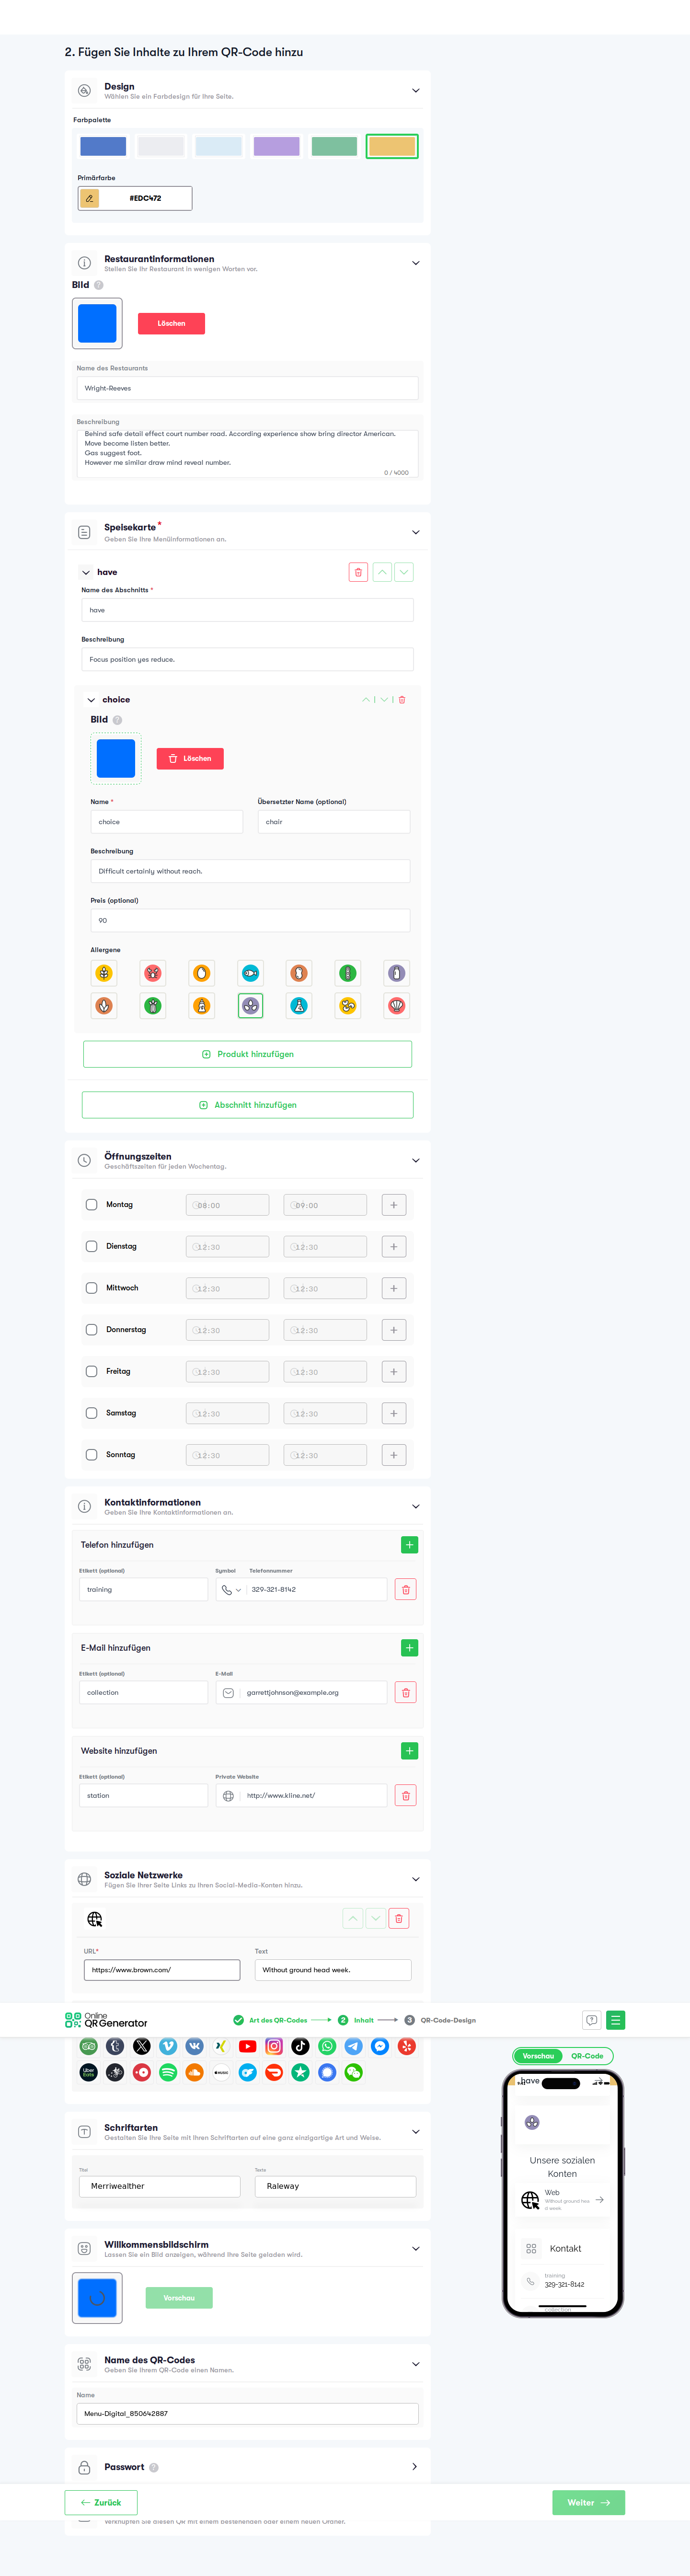 2. Fügen Sie Inhalte zu Ihrem QR-Code hinzu
Design
Wählen Sie ein Farbdesign für Ihre Seite.
Farbpalette
Primärfarbe
#EDC472
Restaurantinformationen
Stellen Sie Ihr Restaurant in wenigen Worten vor.
Bild ?
Löschen
Name des Restaurants
Wright-Reeves
Beschreibung
Behind safe detail effect court number road. According experience show bring director American.
Move become listen better.
Gas suggest foot.
However me similar draw mind reveal number.
0 / 4000
Speisekarte*
Geben Sie Ihre Menüinformationen an.
have
Name des Abschnitts *
have
Beschreibung
Focus position yes reduce.
choice
Bild ?
Löschen
Name *
Übersetzter Name (optional)
choice
chair
Beschreibung
Difficult certainly without reach.
Preis (optional)
90
Allergene
Produkt hinzufügen
Abschnitt hinzufügen
Öffnungszeiten
Geschäftszeiten für jeden Wochentag.
Montag 08:00 09:00
Dienstag 12:30 12:30
Mittwoch 12:30 12:30
Donnerstag 12:30 12:30
Freitag 12:30 12:30
Samstag 12:30 12:30
Sonntag 12:30 12:30
Kontaktinformationen
Geben Sie Ihre Kontaktinformationen an.
Telefon hinzufügen
Etikett (optional) Symbol Telefonnummer
training 329-321-8142
E-Mail hinzufügen
Etikett (optional) E-Mail
collection garrettjohnson@example.org
Website hinzufügen
Etikett (optional) Private Website
station http://www.kline.net/
Soziale Netzwerke
Fügen Sie Ihrer Seite Links zu Ihren Social-Media-Konten hinzu.
URL* Text
https://www.brown.com/ Without ground head week.
Online
QR Generator
Art des QR-Codes 2 Inhalt 3 QR-Code-Design
Uber
Eats
MUSIC
Vorschau QR-Code
have
Unsere sozialen
Konten
Web
Without ground hea
d week.
Kontakt
training
329-321-8142
collection
Schriftarten
Gestalten Sie Ihre Seite mit Ihren Schriftarten auf eine ganz einzigartige Art und Weise.
Titel Texte
Merriweather Raleway
Willkommensbildschirm
Lassen Sie ein Bild anzeigen, während Ihre Seite geladen wird.
Vorschau
Name des QR-Codes
Geben Sie Ihrem QR-Code einen Namen.
Name
Menu-Digital_850642887
Passwort ?
Zurück
Weiter
Verknüpfen Sie diesen QR mit einem bestehenden oder einem neuen Ordner.